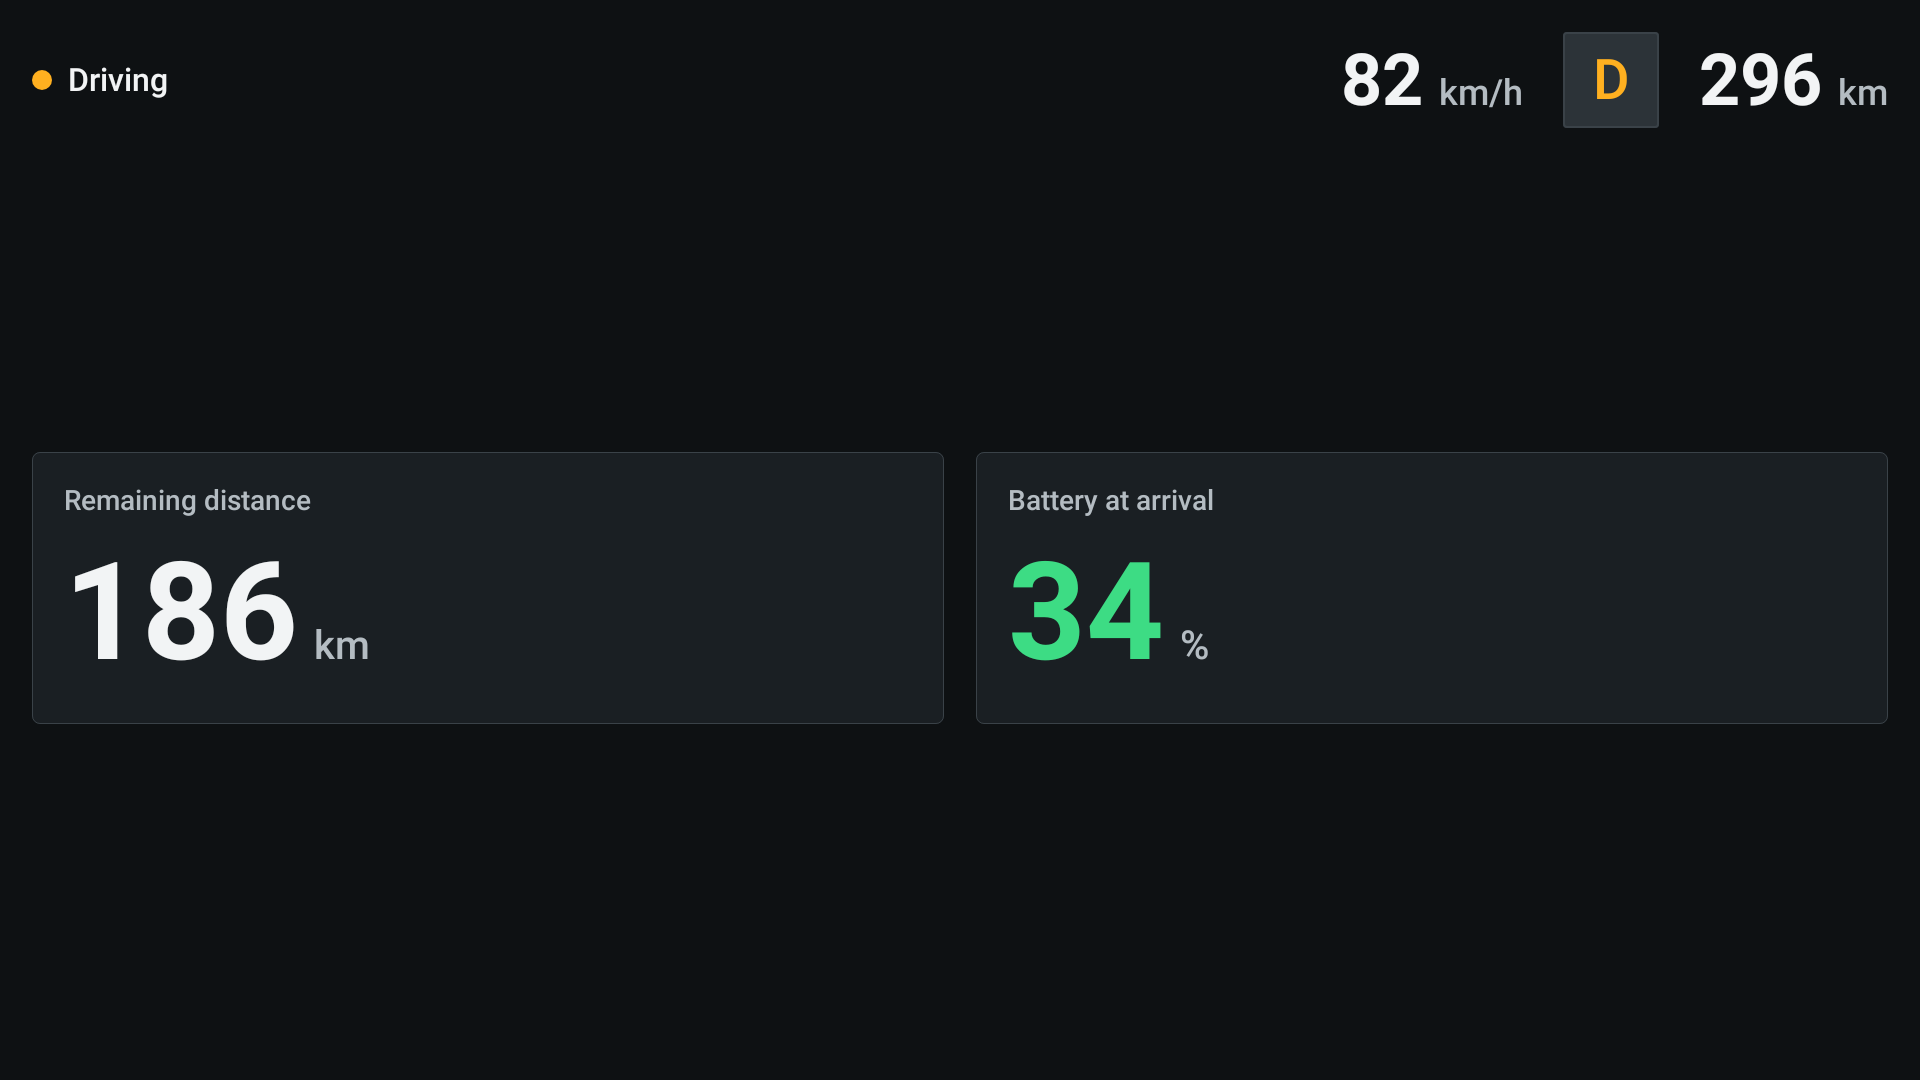 Driving
82 km/h
D
296 km
Remaining distance
186 km
Battery at arrival
34 %